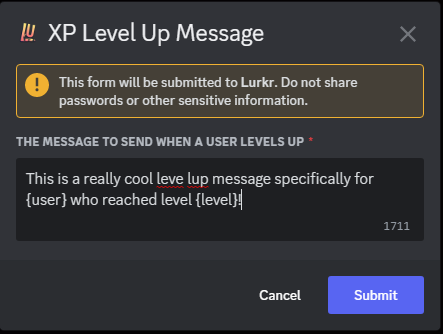 XP Level Up Message
This form will be submitted to Lurkr. Do not share
passwords or other sensitive information.
THE MESSAGE TO SEND WHEN A USER LEVELS UP *
This is a really cool leve lup message specifically for
{user} who reached level {level}!
1711
Cancel
Submit